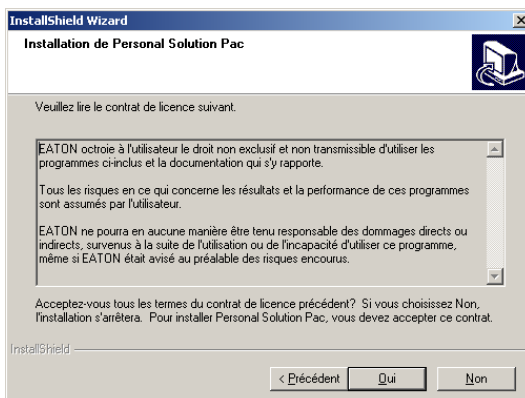 InstallShield Wizard
Installation de Personal Solution Pac
Veuillez lire le contrat de licence suivant.
EATON octroie à l'utilisateur le droit non exclusif et non transmissible d'utiliser les
programmes ci-inclus et la documentation qui s'y rapporte.
Tous les risques en ce qui concerne les résultats et la performance de ces programmes
sont assumés par l'utilisateur.
EATON ne pourra en aucune manière être tenu responsable des dommages directs ou
indirects, survenus à la suite de l'utilisation ou de l'incapacité d'utiliser ce programme,
même si EATON était avisé au préalable des risques encourus.
Acceptez-vous tous les termes du contrat de licence précédent? Si vous choisissez Non,
l'installation s'arrêtera. Pour installer Personal Solution Pac, vous devez accepter ce contrat.
InstallShield
< Précédent
Oui
Non